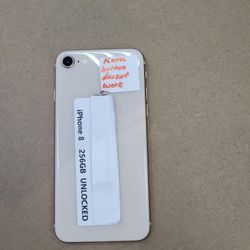 Home
button
doesn't
work
iPhone 8 256GB UNLOCKED